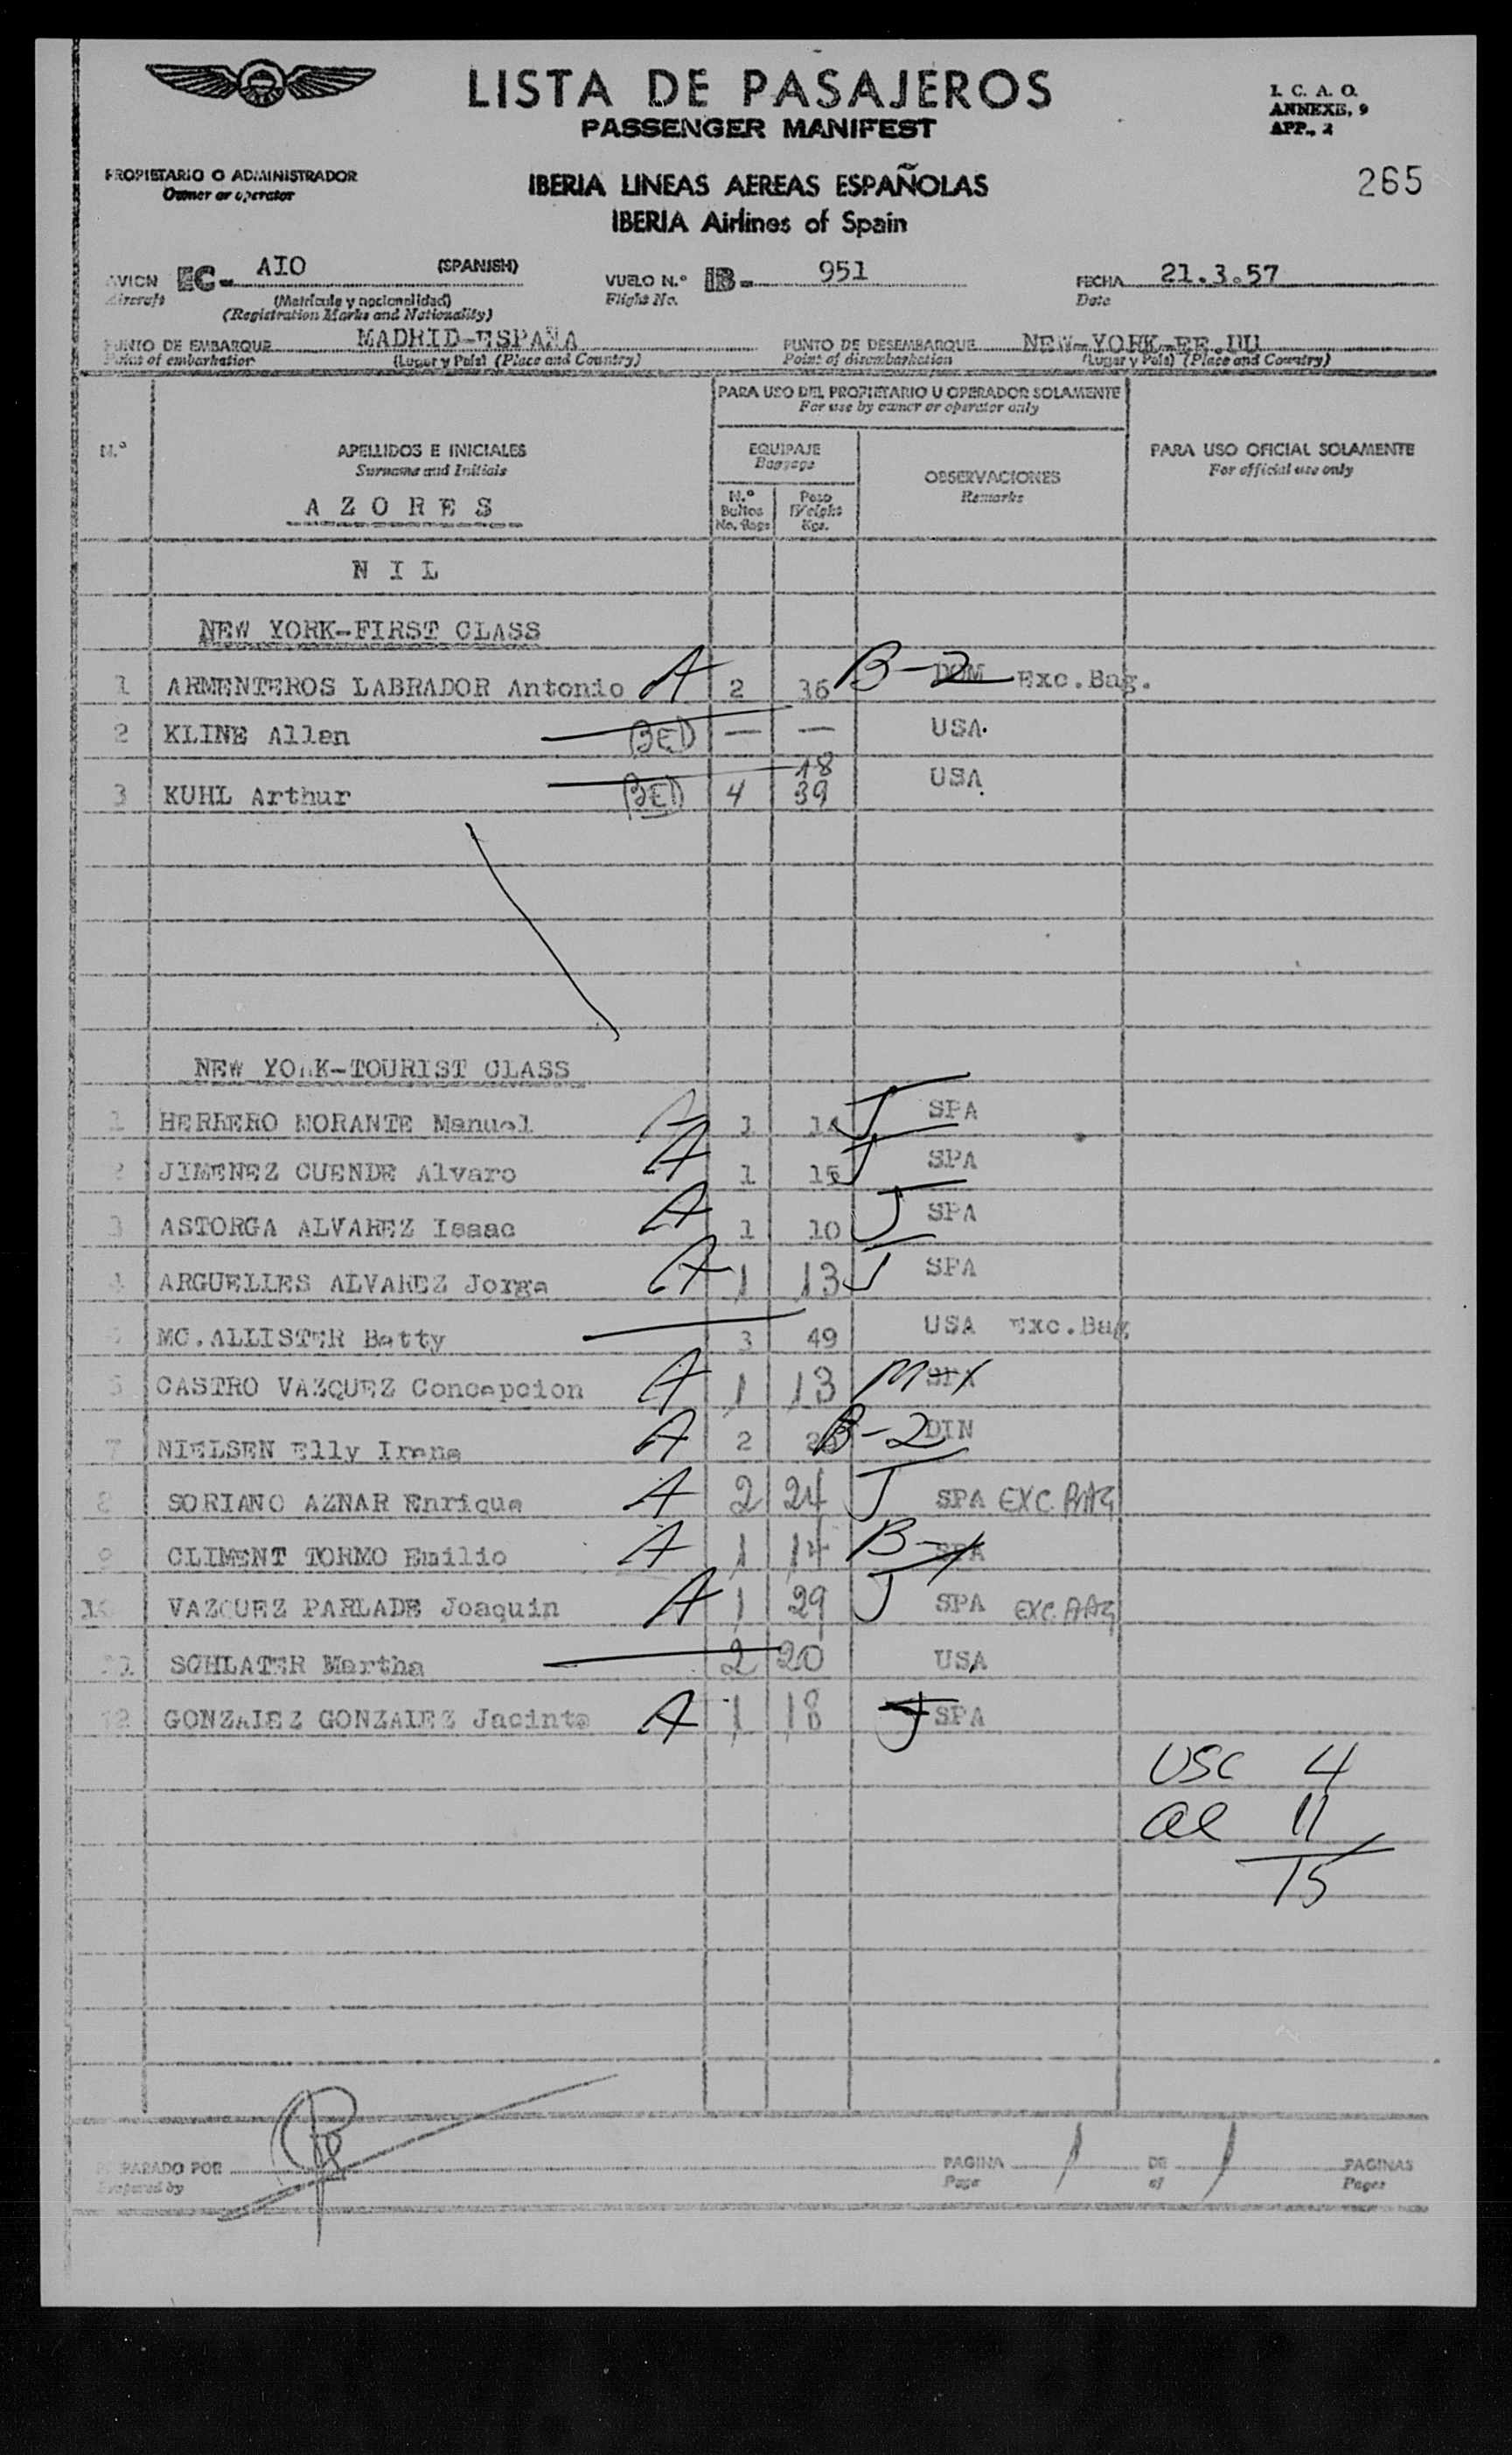 LISTA DE PASAJEROS
PASSENGER MANIFEST
I. C. A. O.
ANNEXE, 9
APP., 2
PROPIETARIO O ADMINISTRADOR
Owner or operator
IBERIA LINEAS AEREAS ESPAÑOLAS
IBERIA Airlines of Spain
265
AVION EC- AIO (SPANISH) VUELO N.º IB- 951 FECHA 21.3.57
Aircraft (Matrícula y nacionalidad) Flight No. Date
(Registration Marks and Nationality)
PUNTO DE EMBARQUE MADRID-ESPAÑA PUNTO DE DESEMBARQUE NEW-YORK-EE.UU
Point of embarkation (Lugar y País) (Place and Country) Point of disembarkation (Lugar y País) (Place and Country)
PARA USO DEL PROPIETARIO U OPERADOR SOLAMENTE
For use by owner or operator only
N.º APELLIDOS E INICIALES EQUIPAJE PARA USO OFICIAL SOLAMENTE
Surname and Initials Baggage For official use only
OBSERVACIONES
Remarks
AZORES
N.º Bultos No. Bags Peso Weight Kgs.
NIL
NEW YORK-FIRST CLASS
1 ARMENTEROS LABRADOR Antonio A 2 36 B-2 DOM Exc.Bag.
2 KLINE Allen — — USA.
18
3 KUHL Arthur 4 39 USA
NEW YORK-TOURIST CLASS
1 HERRERO MORANTE Manuel A 1 14 J SPA
2 JIMENEZ CUENDE Alvaro A 1 15 J SPA
3 ASTORGA ALVAREZ Isaac A 1 10 J SPA
4 ARGUELLES ALVAREZ Jorge A 1 13 J SPA
MC.ALLISTER Betty 3 49 USA Exc.Bag
CASTRO VAZQUEZ Concepcion A 1 13 M-1 SPA
7 NIELSEN Elly Irene A 2 B-2 DIN
8 SORIANO AZNAR Enrique A 2 24 J SPA EXC. BAG
9 CLIMENT TORMO Emilio A 1 14 B-1 SPA
10 VAZQUEZ PARLADE Joaquin A 1 29 J SPA EXC. BAG
11 SCHLATER Martha 2 20 USA
12 GONZALEZ GONZALEZ Jacinto A 1 18 J SPA
USC 4
al 11
15
PREPARADO POR PAGINA 1 DE 1 PAGINAS
Prepared by Page of Pages